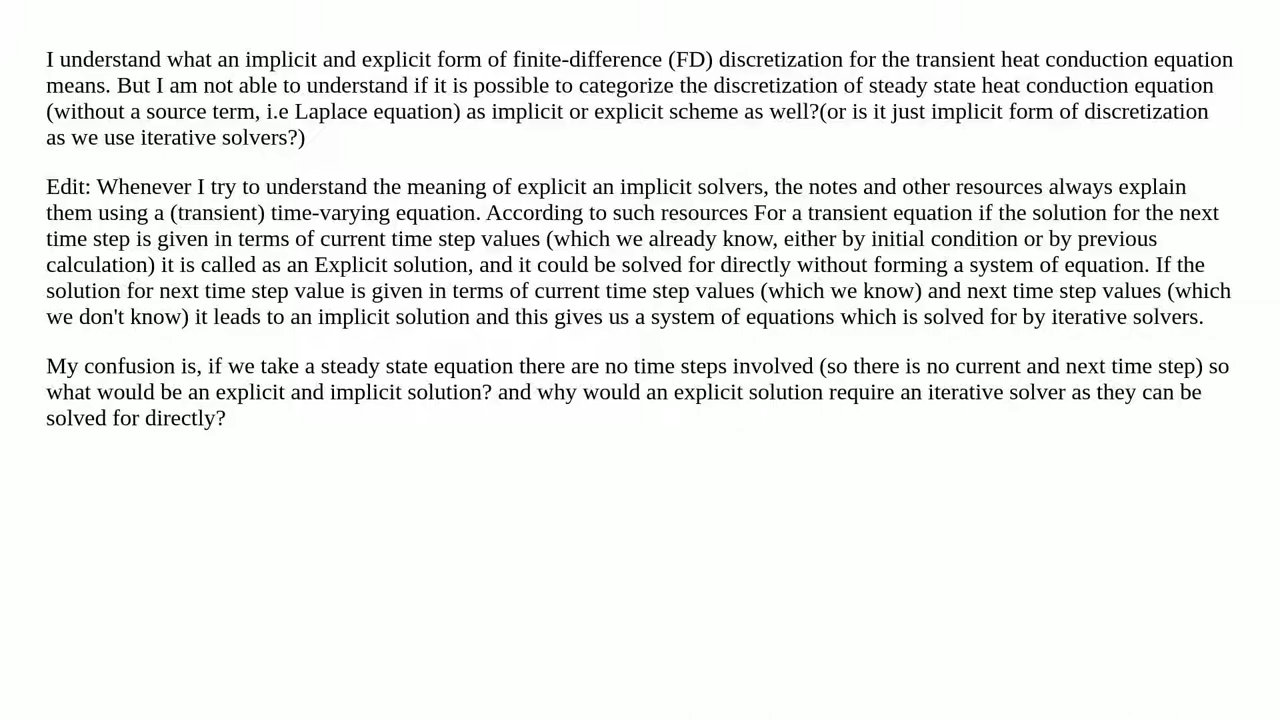 I understand what an implicit and explicit form of finite-difference (FD) discretization for the transient heat conduction equation
means. But I am not able to understand if it is possible to categorize the discretization of steady state heat conduction equation
(without a source term, i.e Laplace equation) as implicit or explicit scheme as well?(or is it just implicit form of discretization
as we use iterative solvers?)
Edit: Whenever I try to understand the meaning of explicit an implicit solvers, the notes and other resources always explain
them using a (transient) time-varying equation. According to such resources For a transient equation if the solution for the next
time step is given in terms of current time step values (which we already know, either by initial condition or by previous
calculation) it is called as an Explicit solution, and it could be solved for directly without forming a system of equation. If the
solution for next time step value is given in terms of current time step values (which we know) and next time step values (which
we don't know) it leads to an implicit solution and this gives us a system of equations which is solved for by iterative solvers.
My confusion is, if we take a steady state equation there are no time steps involved (so there is no current and next time step) so
what would be an explicit and implicit solution? and why would an explicit solution require an iterative solver as they can be
solved for directly?